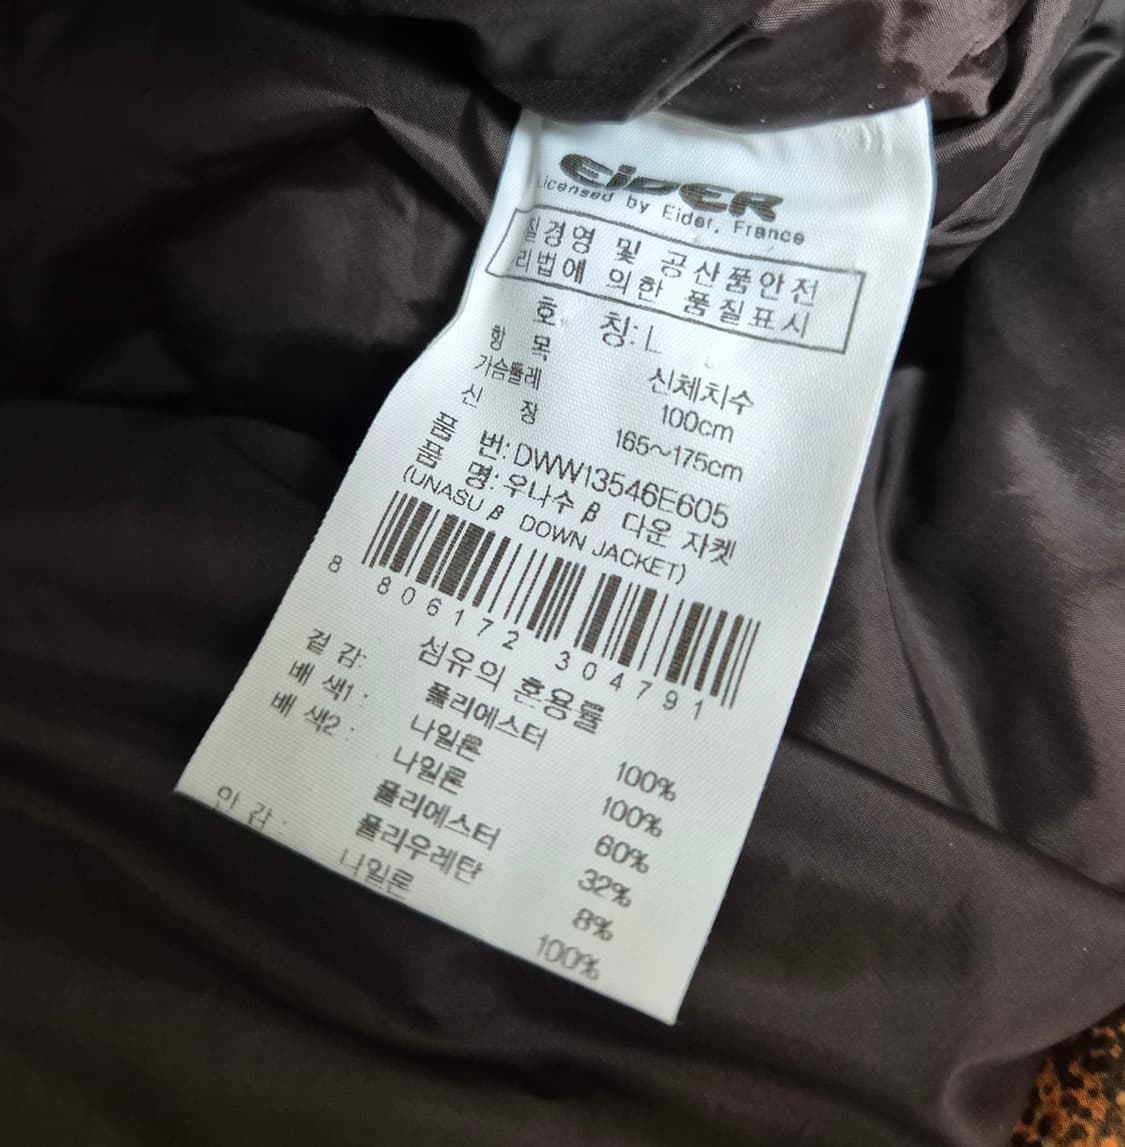 EiDER
Licensed by Eider, France
질경영 및 공산품안전
리법에 의한 품질표시
호 칭: L
항 목 신체치수
가슴둘레 100cm
신 장 165~175cm
품 번: DWW13546E605
품 명: 우나수 β 다운 자켓
(UNASU β DOWN JACKET)
8 806172 304791
섬유의 혼용률
겉 감: 폴리에스터 100%
배 색1 : 나일론 100%
배 색2 : 나일론 60%
폴리에스터 32%
폴리우레탄 8%
안 감 : 나일론 100%